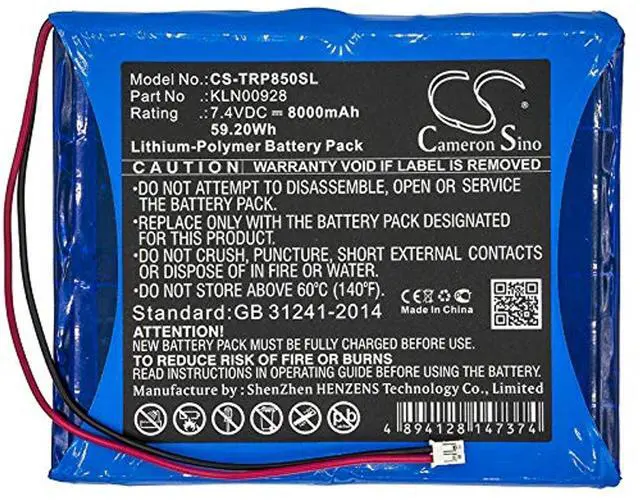 Model No.:CS-TRP850SL
Part No :KLN00928
Rating :7.4VDC ⎓ 8000mAh
59.20Wh
Lithium-Polymer Battery Pack
CS
Cameron Sino
CAUTION WARRANTY VOID IF LABEL IS REMOVED
•DO NOT ATTEMPT TO DISASSEMBLE, OPEN OR SERVICE
THE BATTERY PACK.
•REPLACE ONLY WITH THE BATTERY PACK DESIGNATED
FOR THIS PRODUCT.
•DO NOT CRUSH, PUNCTURE, SHORT EXTERNAL CONTACTS
OR DISPOSE OF IN FIRE OR WATER.
•DO NOT STORE ABOVE 60°C (140°F).
Standard:GB 31241-2014
CE
Made In China
ATTENTION!
NEW BATTERY PACK MUST BE FULLY CHARGED BEFORE INITIAL USE.
TO REDUCE RISK OF FIRE OR BURNS
READ INSTRUCTIONS IN OPERATING GUIDE BEFORE USING BATTERY PACK.
Manufacturer : ShenZhen HENZENS Technology Co., Limited
4 894128 147374